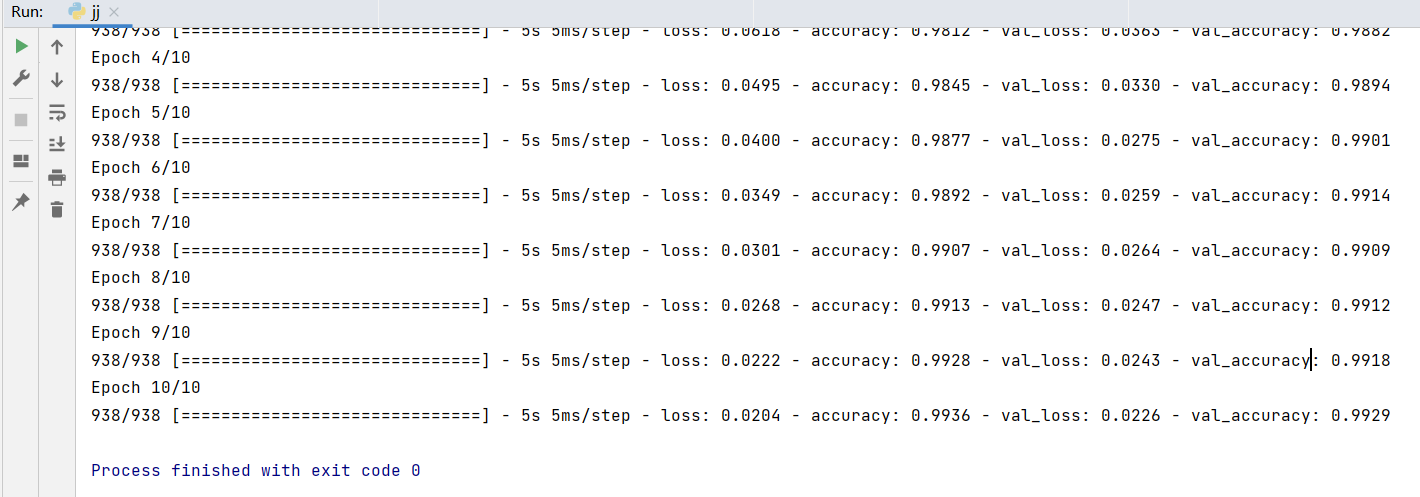 Run: jj
938/938 [==============================] - 5s 5ms/step - loss: 0.0618 - accuracy: 0.9812 - val_loss: 0.0363 - val_accuracy: 0.9882
Epoch 4/10
938/938 [==============================] - 5s 5ms/step - loss: 0.0495 - accuracy: 0.9845 - val_loss: 0.0330 - val_accuracy: 0.9894
Epoch 5/10
938/938 [==============================] - 5s 5ms/step - loss: 0.0400 - accuracy: 0.9877 - val_loss: 0.0275 - val_accuracy: 0.9901
Epoch 6/10
938/938 [==============================] - 5s 5ms/step - loss: 0.0349 - accuracy: 0.9892 - val_loss: 0.0259 - val_accuracy: 0.9914
Epoch 7/10
938/938 [==============================] - 5s 5ms/step - loss: 0.0301 - accuracy: 0.9907 - val_loss: 0.0264 - val_accuracy: 0.9909
Epoch 8/10
938/938 [==============================] - 5s 5ms/step - loss: 0.0268 - accuracy: 0.9913 - val_loss: 0.0247 - val_accuracy: 0.9912
Epoch 9/10
938/938 [==============================] - 5s 5ms/step - loss: 0.0222 - accuracy: 0.9928 - val_loss: 0.0243 - val_accuracy: 0.9918
Epoch 10/10
938/938 [==============================] - 5s 5ms/step - loss: 0.0204 - accuracy: 0.9936 - val_loss: 0.0226 - val_accuracy: 0.9929
Process finished with exit code 0